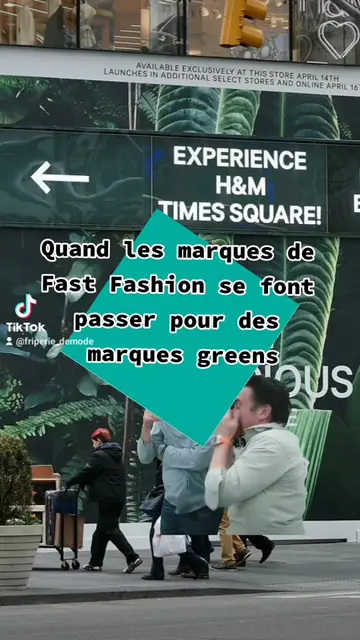 AVAILABLE EXCLUSIVELY AT THIS STORE APRIL 14TH
LAUNCHES IN ADDITIONAL SELECT STORES AND ONLINE APRIL 16T
EXPERIENCE
H&M
TIMES SQUARE!
Quand les marques de
Fast Fashion se font
passer pour des
marques greens
TikTok
@friperie_demode